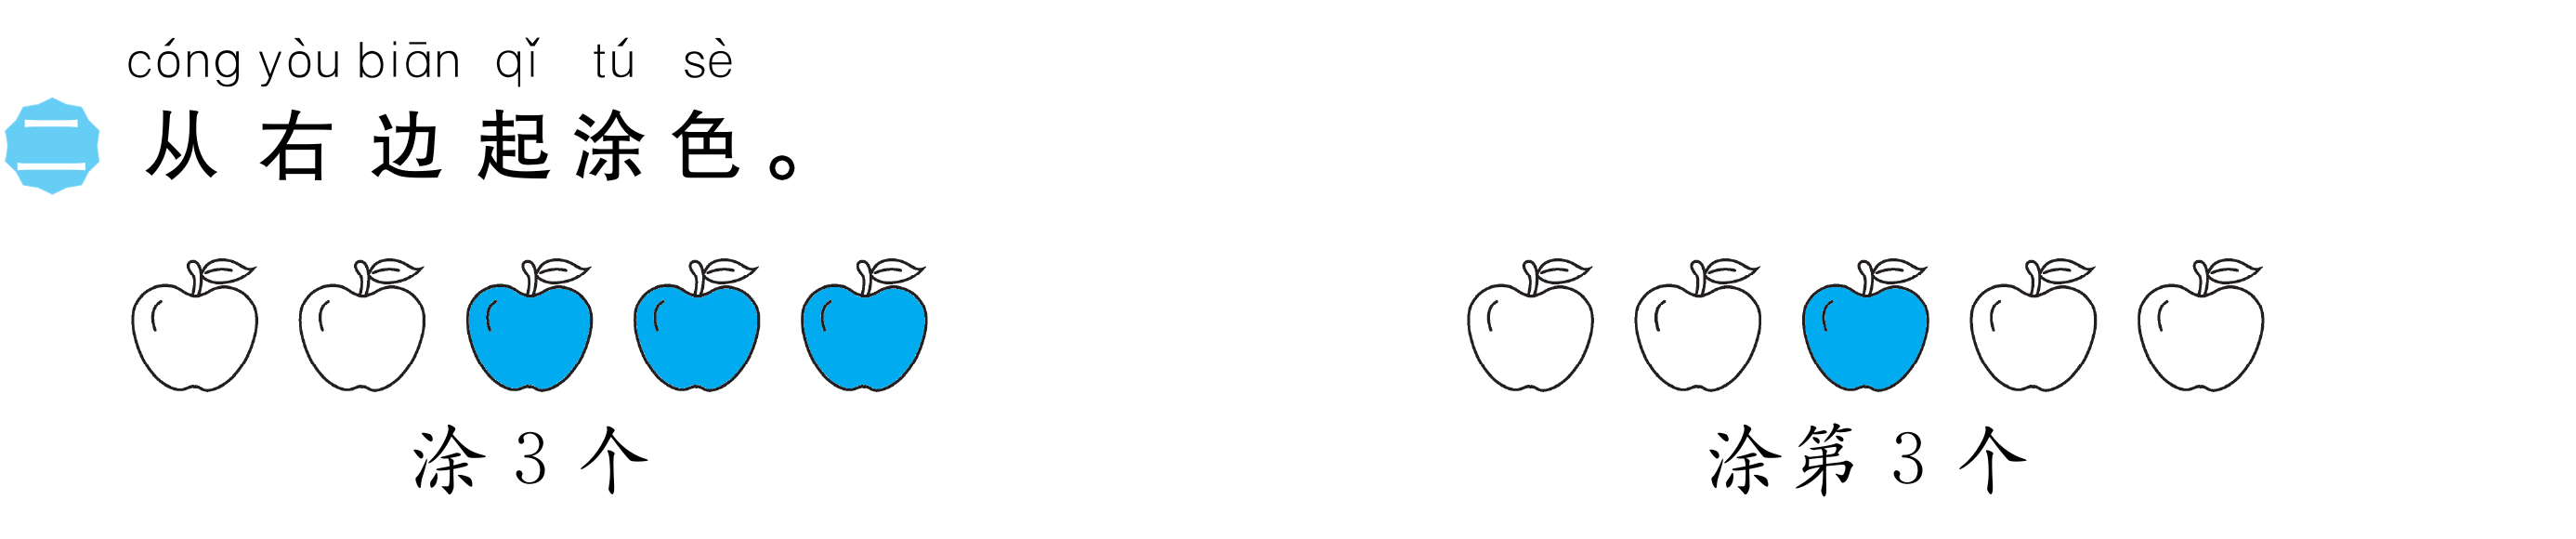 cóng yòu biān qǐ tú sè
二 从右边起涂色。
涂 3 个
涂第 3 个